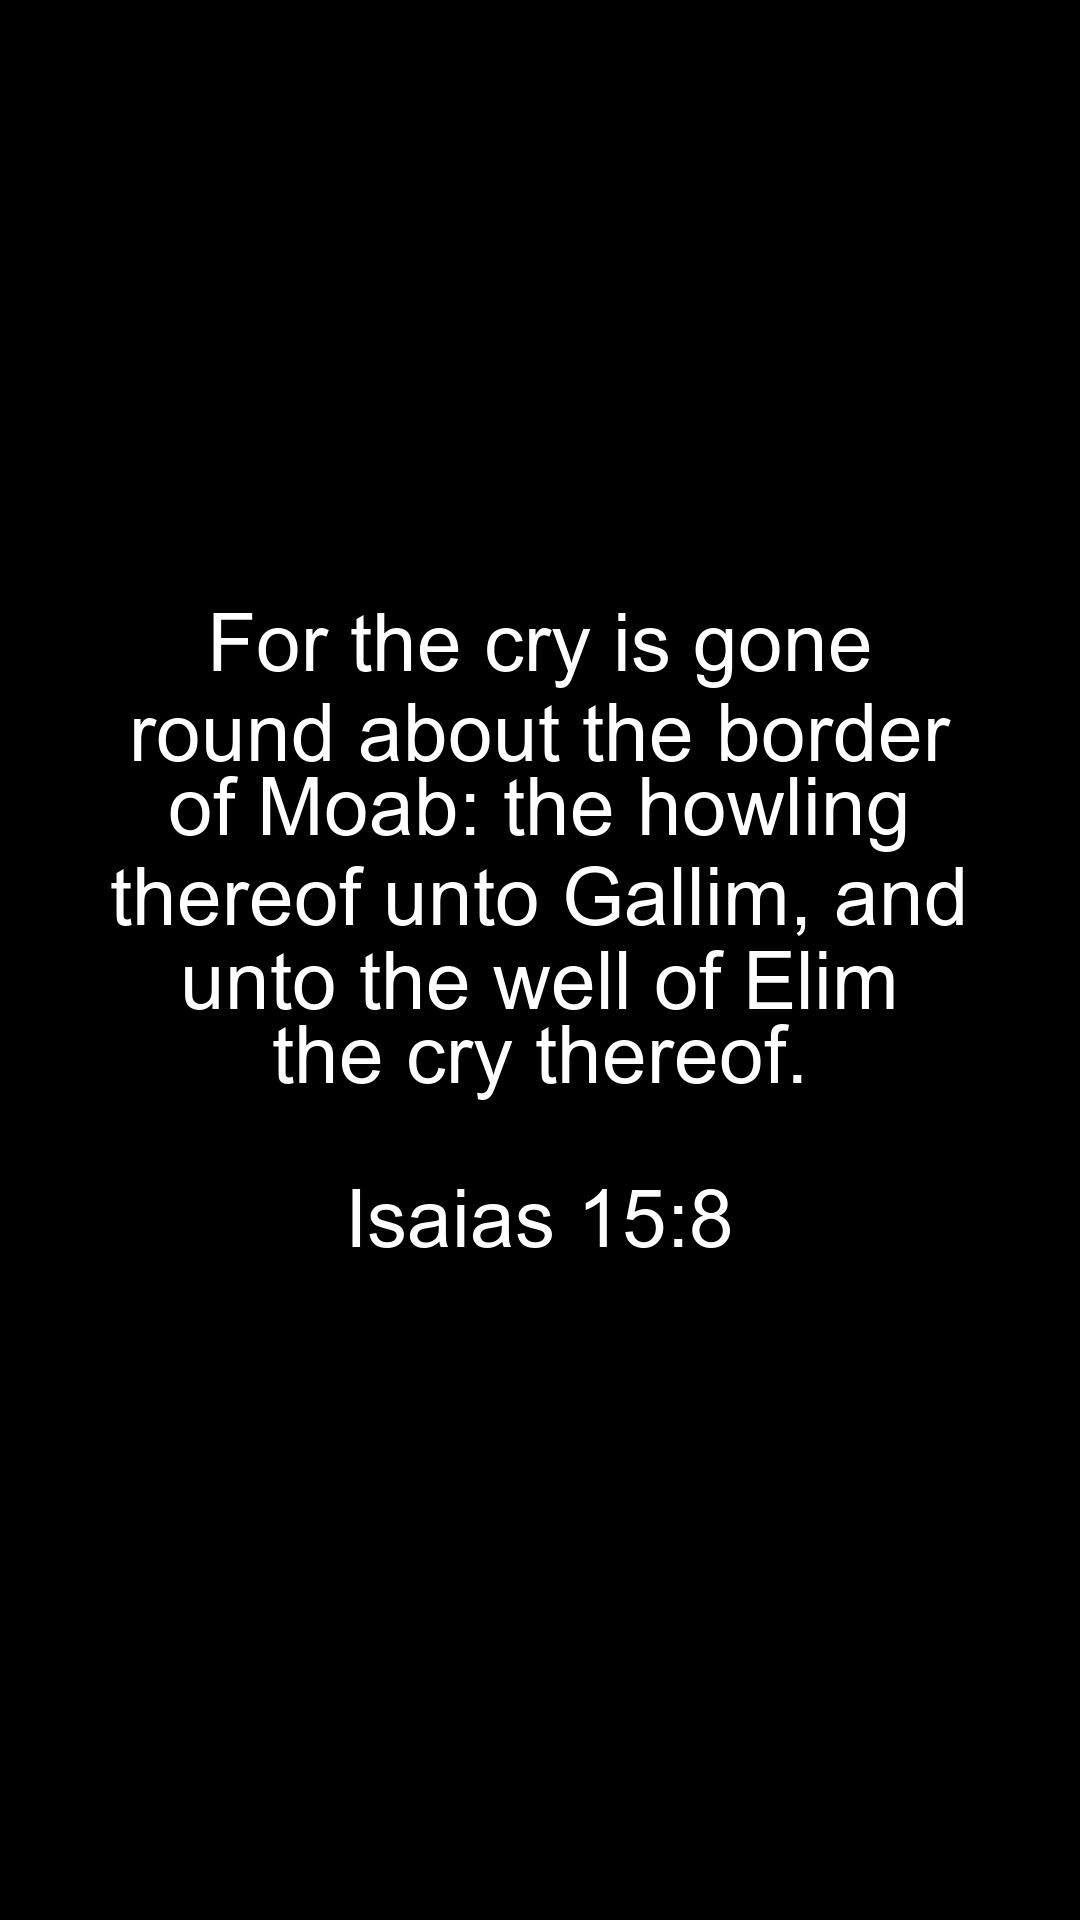 For the cry is gone
round about the border
of Moab: the howling
thereof unto Gallim, and
unto the well of Elim
the cry thereof.
Isaias 15:8